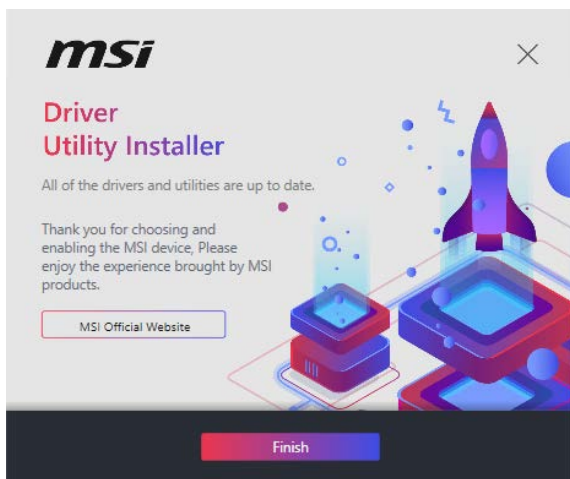 msi
Driver
Utility Installer
All of the drivers and utilities are up to date.
Thank you for choosing and
enabling the MSI device, Please
enjoy the experience brought by MSI
products.
MSI Official Website
Finish